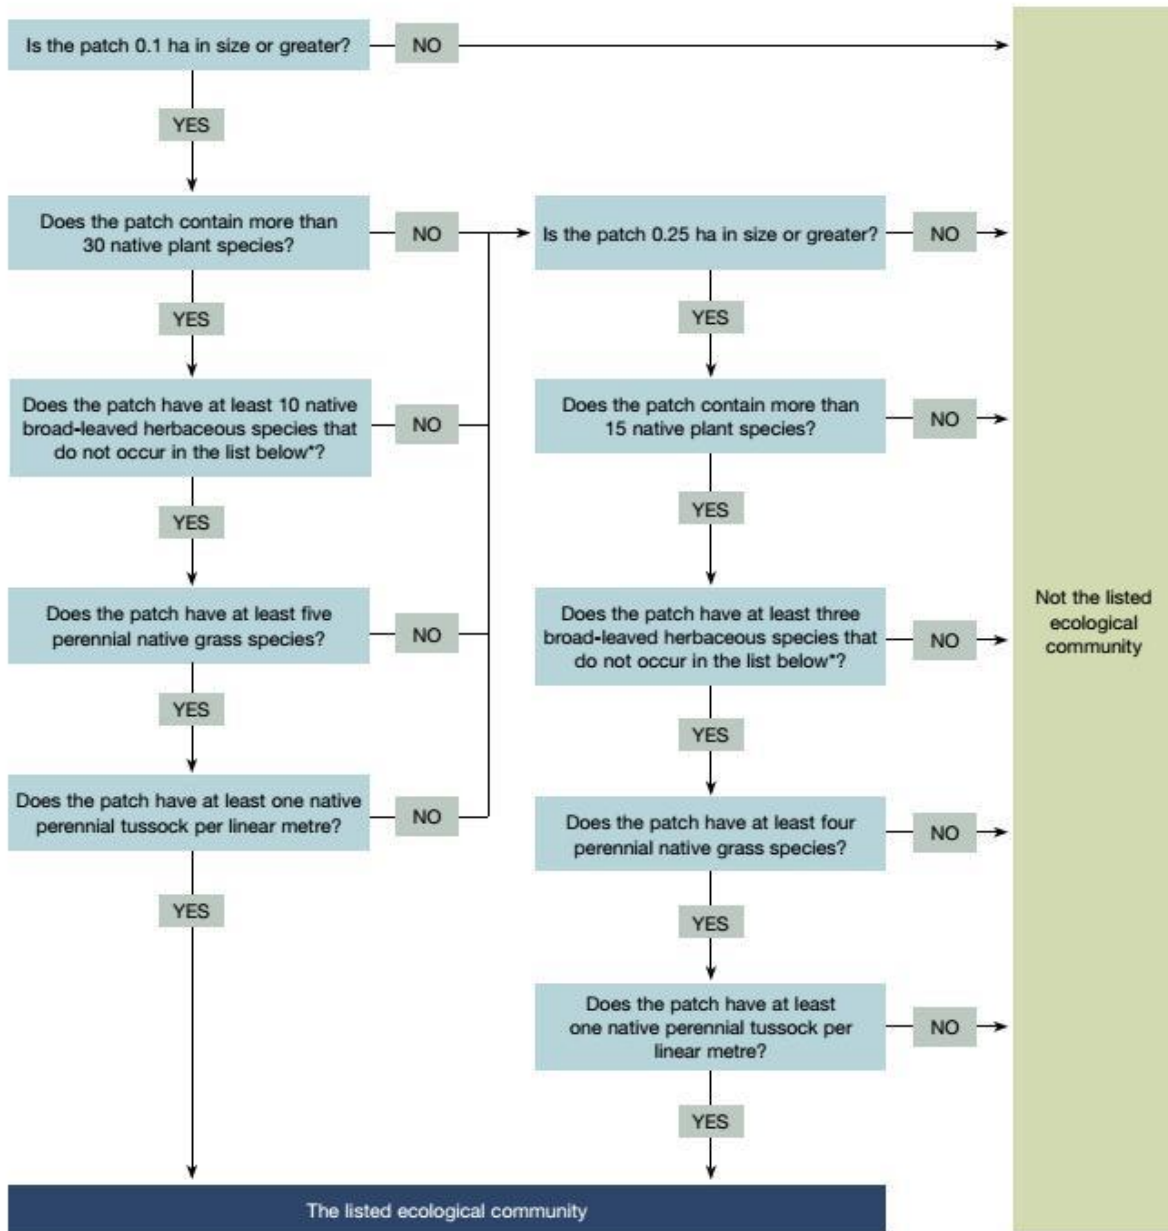 Is the patch 0.1 ha in size or greater?
NO
YES
Does the patch contain more than
30 native plant species?
NO
YES
Does the patch have at least 10 native
broad-leaved herbaceous species that
do not occur in the list below*?
NO
YES
Does the patch have at least five
perennial native grass species?
NO
YES
Does the patch have at least one native
perennial tussock per linear metre?
NO
YES
Is the patch 0.25 ha in size or greater?
NO
YES
Does the patch contain more than
15 native plant species?
NO
YES
Does the patch have at least three
broad-leaved herbaceous species that
do not occur in the list below*?
NO
YES
Does the patch have at least four
perennial native grass species?
NO
YES
Does the patch have at least
one native perennial tussock per
linear metre?
NO
YES
Not the listed
ecological
community
The listed ecological community